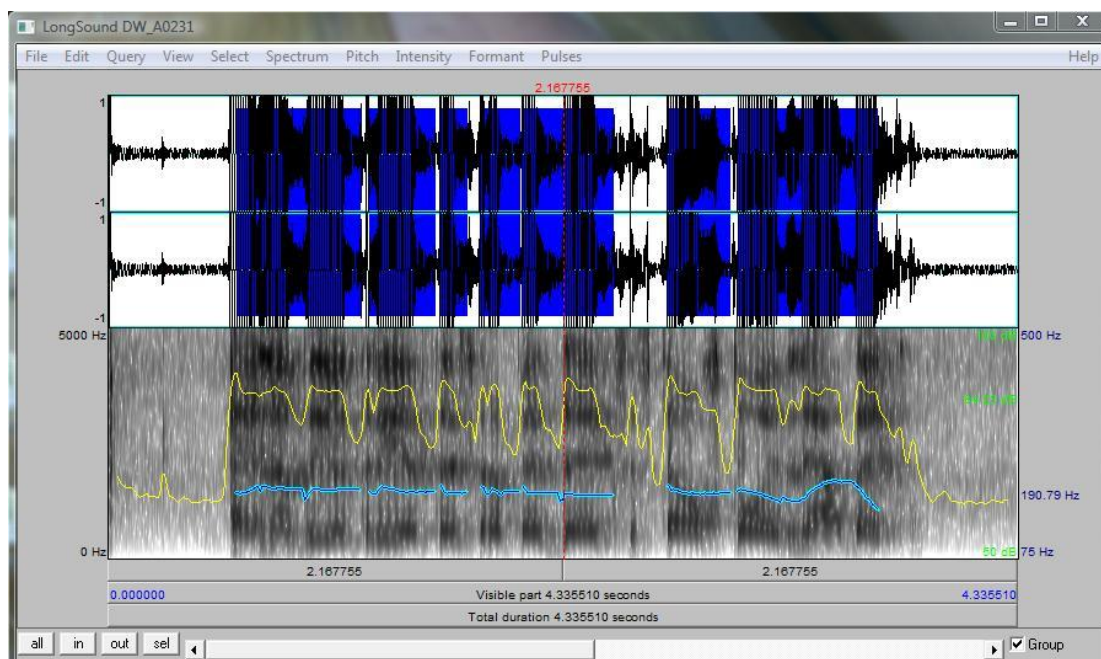 LongSound DW_A0231
File Edit Query View Select Spectrum Pitch Intensity Formant Pulses Help
2.167755
1
-1
1
-1
5000 Hz
500 Hz
190.79 Hz
0 Hz
50 dB 75 Hz
2.167755 2.167755
0.000000 Visible part 4.335510 seconds 4.335510
Total duration 4.335510 seconds
all in out sel Group